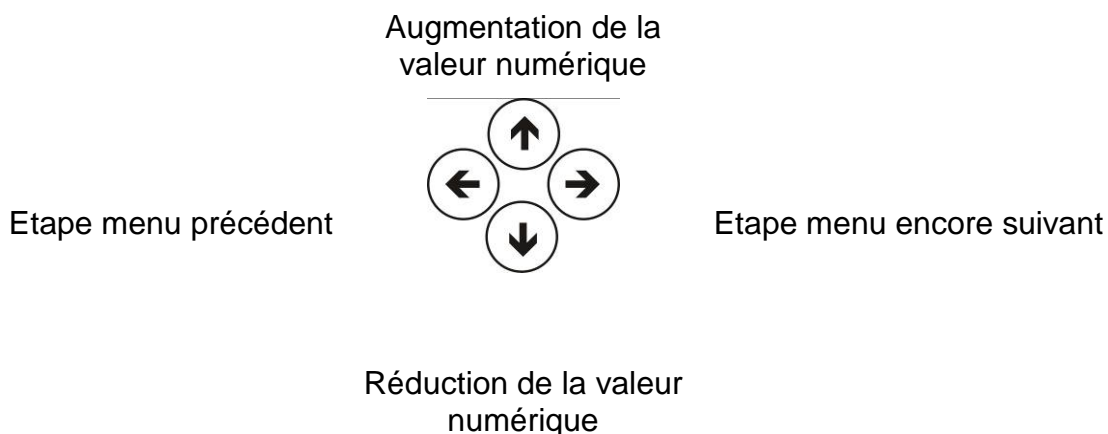 Augmentation de la
valeur numérique
Etape menu précédent
Etape menu encore suivant
Réduction de la valeur
numérique